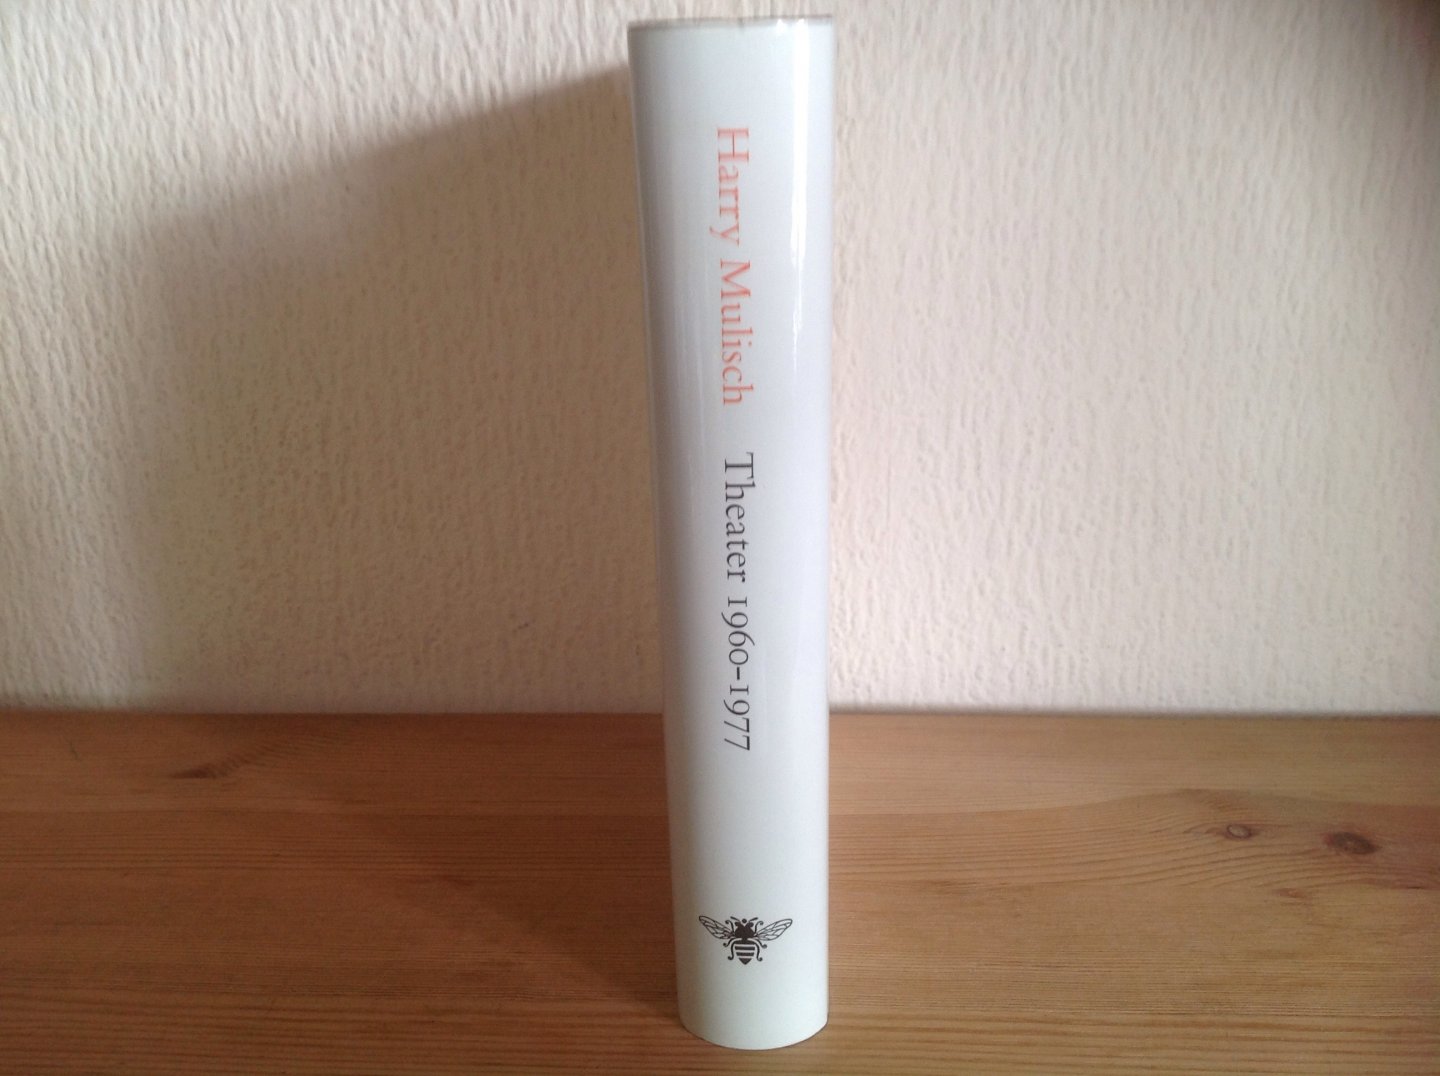 Harry Mulisch Theater 1960–1977